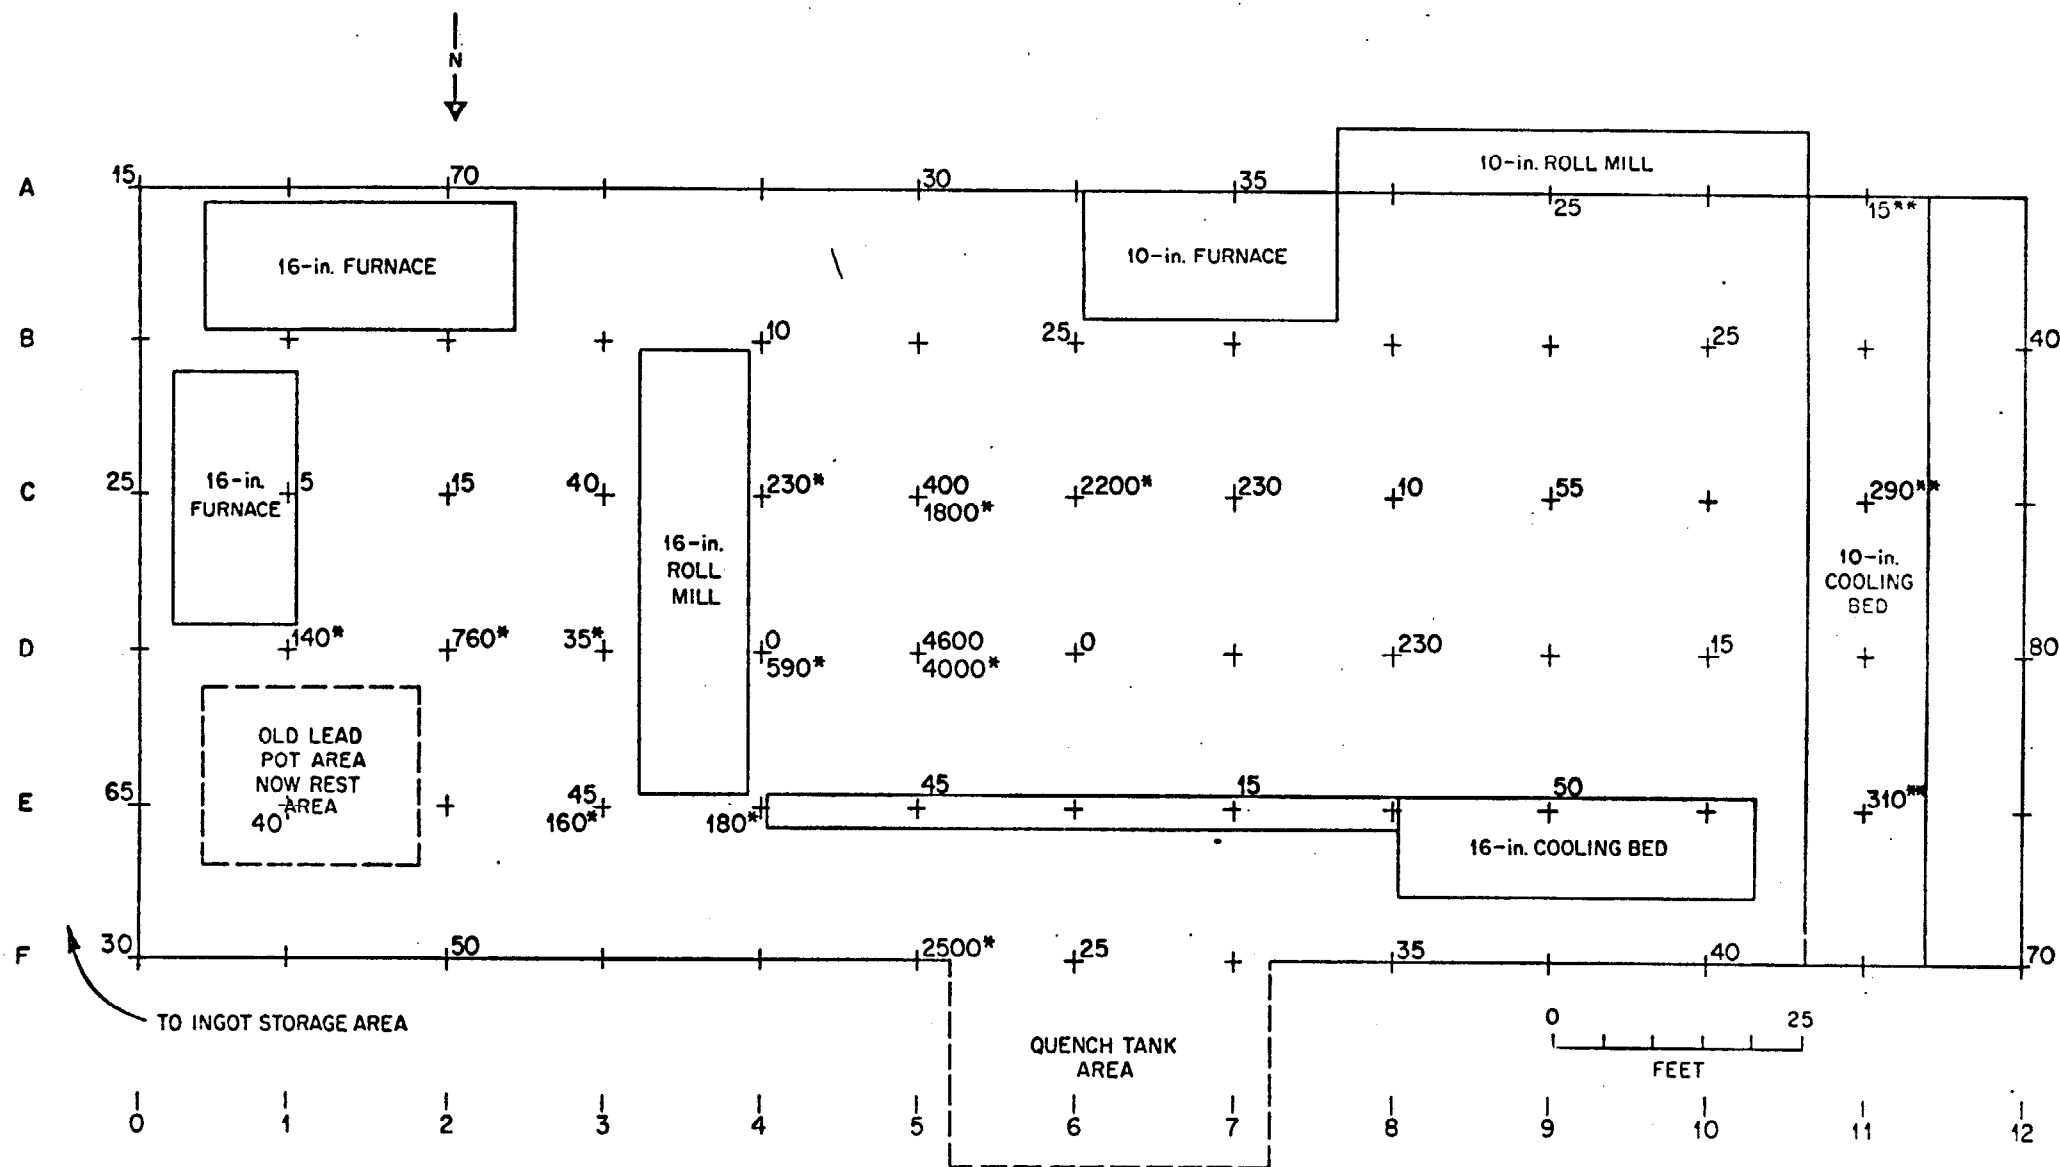 N
10-in. ROLL MILL
A 15 70 30 35
25 15**
16-in. FURNACE 10-in. FURNACE
B 10 25 25 40
C 25 16-in. FURNACE 5 15 40 230* 400 2200* 230 10 55 290**
1800*
16-in.
ROLL
MILL
10-in.
COOLING
BED
D 140* 760* 35* 0 4600 0 230 15 80
590* 4000*
OLD LEAD
POT AREA
NOW REST
AREA
E 65 45 45 15 50 310**
40 160* 180*
16-in. COOLING BED
F 30 50 2500* 25 35 40 70
TO INGOT STORAGE AREA
0 25
FEET
QUENCH TANK
AREA
0 1 2 3 4 5 6 7 8 9 10 11 12